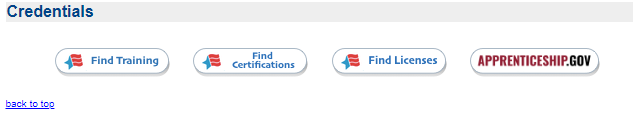 Credentials
Find Training
Find
Certifications
Find Licenses
APPRENTICESHIP.GOV
back to top